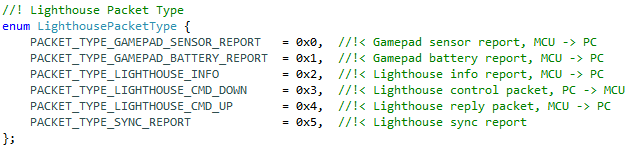 //! Lighthouse Packet Type
enum LighthousePacketType {
    PACKET_TYPE_GAMEPAD_SENSOR_REPORT   = 0x0,  //!< Gamepad sensor report, MCU -> PC
    PACKET_TYPE_GAMEPAD_BATTERY_REPORT  = 0x1,  //!< Gamepad battery report, MCU -> PC
    PACKET_TYPE_LIGHTHOUSE_INFO         = 0x2,  //!< Lighthouse info report, MCU -> PC
    PACKET_TYPE_LIGHTHOUSE_CMD_DOWN     = 0x3,  //!< Lighthouse control packet, PC -> MCU
    PACKET_TYPE_LIGHTHOUSE_CMD_UP       = 0x4,  //!< Lighthouse reply packet, MCU -> PC
    PACKET_TYPE_SYNC_REPORT             = 0x5,  //!< Lighthouse sync report
};